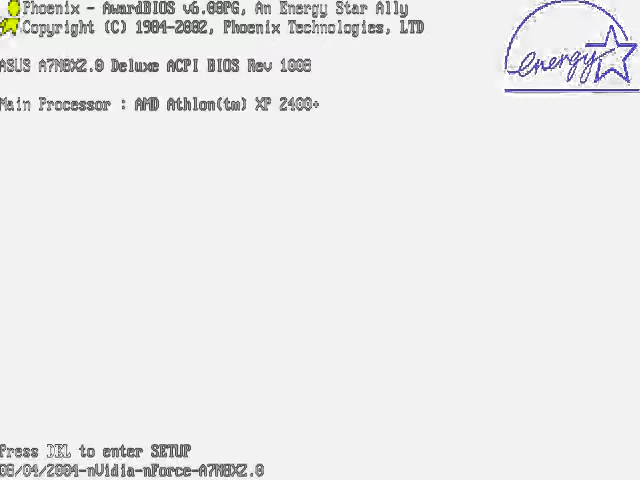 Phoenix - AwardBIOS v6.00PG, An Energy Star Ally
Copyright (C) 1984-2002, Phoenix Technologies, LTD
energy
ASUS A7N8X2.0 Deluxe ACPI BIOS Rev 1008
Main Processor : AMD Athlon(tm) XP 2400+
Press DEL to enter SETUP
08/04/2004-nVidia-nForce-A7N8X2.0